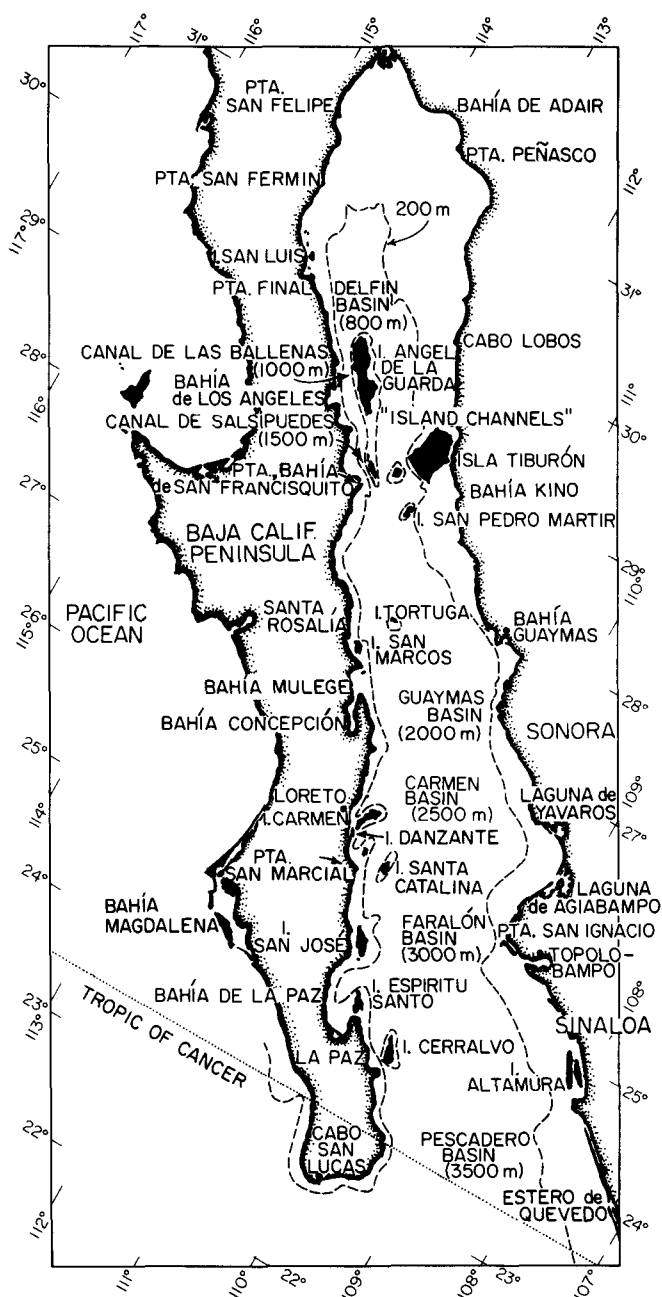 117°
31°
116°
115°
114°
113°
30°
PTA.
SAN FELIPE
BAHÍA DE ADAIR
PTA. PEÑASCO
PTA. SAN FERMIN
112°
29°
117°
200 m
I. SAN LUIS
PTA. FINAL
DELFIN
BASIN
(800 m)
31°
CABO LOBOS
28°
CANAL DE LAS BALLENAS
(1000 m)
I. ANGEL
DE LA
GUARDA
116°
BAHÍA
de LOS ANGELES
111°
CANAL DE SALSIPUEDES
(1500 m)
"ISLAND CHANNELS"
30°
27°
PTA., BAHÍA
de SAN FRANCISQUITO
ISLA TIBURÓN
BAHÍA KINO
I. SAN PEDRO MARTIR
BAJA CALIF.
PENINSULA
29°
110°
26°
115°
PACIFIC
OCEAN
SANTA
ROSALIÁ
I. TORTUGA
I. SAN
MARCOS
BAHÍA
GUAYMAS
BAHÍA MULEGE
28°
BAHÍA CONCEPCIÓN
GUAYMAS
BASIN
(2000 m)
SONORA
25°
114°
LORETO
I. CARMEN
CARMEN
BASIN
(2500 m)
109°
LAGUNA de
YAVAROS
27°
I. DANZANTE
PTA.
SAN MARCIAL
I. SANTA
CATALINA
24°
LAGUNA
de AGIABAMPO
BAHÍA
MAGDALENA
I.
SAN JOSE
FARALÓN
BASIN
(3000 m)
PTA. SAN IGNACIO
TOPOLO-
BAMPO
TROPIC OF CANCER
BAHÍA DE LA PAZ
I. ESPIRITU
SANTO
108°
23°
113°
SINALOA
LA PAZ
I. CERRALVO
I.
ALTAMURA
25°
22°
CABO
SAN
LUCAS
PESCADERO
BASIN
(3500 m)
ESTERO de
QUEVEDO
112°
24°
111°
110°
22°
109°
108°
23°
107°